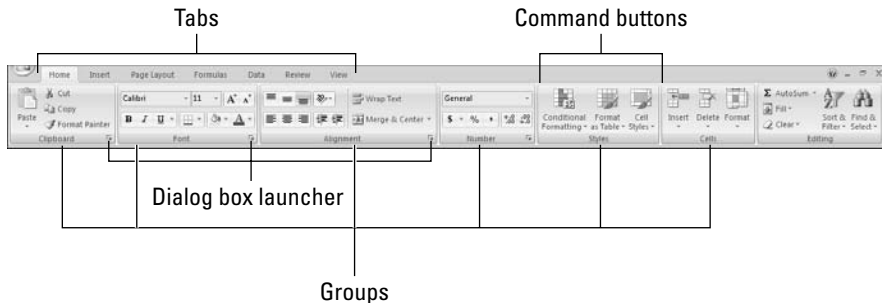 Tabs Command buttons
Home Insert Page Layout Formulas Data Review View
Cut Calibri 11 A A Wrap Text General Σ AutoSum
Copy Fill
Paste Format Painter B I U A Merge & Center $ % , Conditional Formatting Format as Table Cell Styles Insert Delete Format Clear Sort & Filter Find & Select
Clipboard Font Alignment Number Styles Cells Editing
Dialog box launcher
Groups